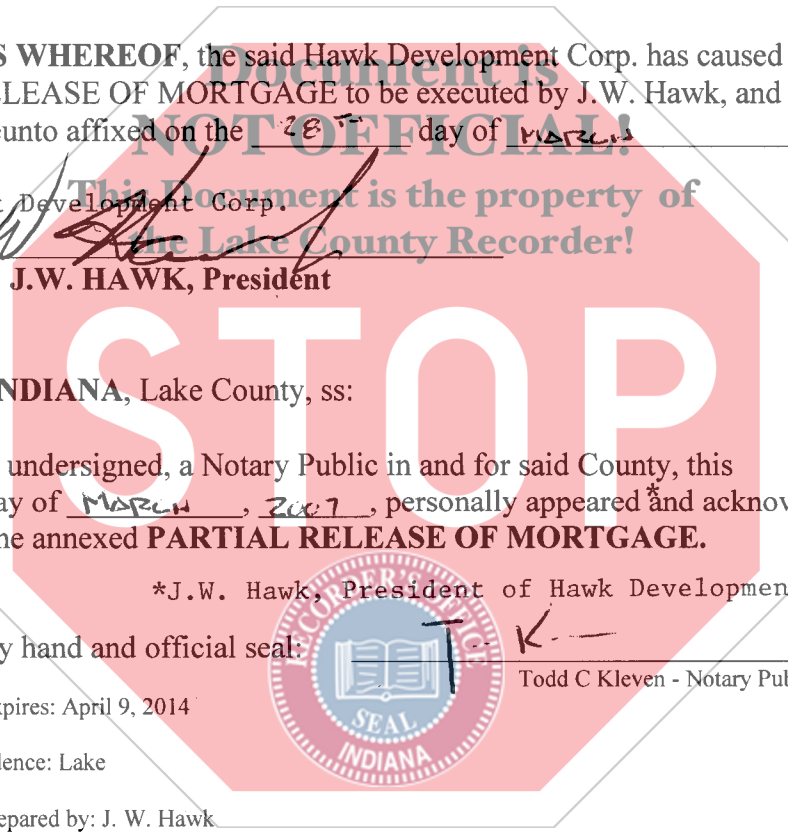 S WHEREOF, the said Hawk Development Corp. has caused
LEASE OF MORTGAGE to be executed by J.W. Hawk, and
eunto affixed on the 28TH day of MARCH
Document is
NOT OFFICIAL!
This Document is the property of
the Lake County Recorder!
Development Corp.
J.W. HAWK, President
STOP
NDIANA, Lake County, ss:
undersigned, a Notary Public in and for said County, this
ay of MARCH, 2007, personally appeared * and acknov
ne annexed PARTIAL RELEASE OF MORTGAGE.
*J.W. Hawk, President of Hawk Developmen
y hand and official seal:
Todd C Kleven - Notary Pub
xpires: April 9, 2014
dence: Lake
epared by: J. W. Hawk
RECORDER'S OFFICE
SEAL
INDIANA